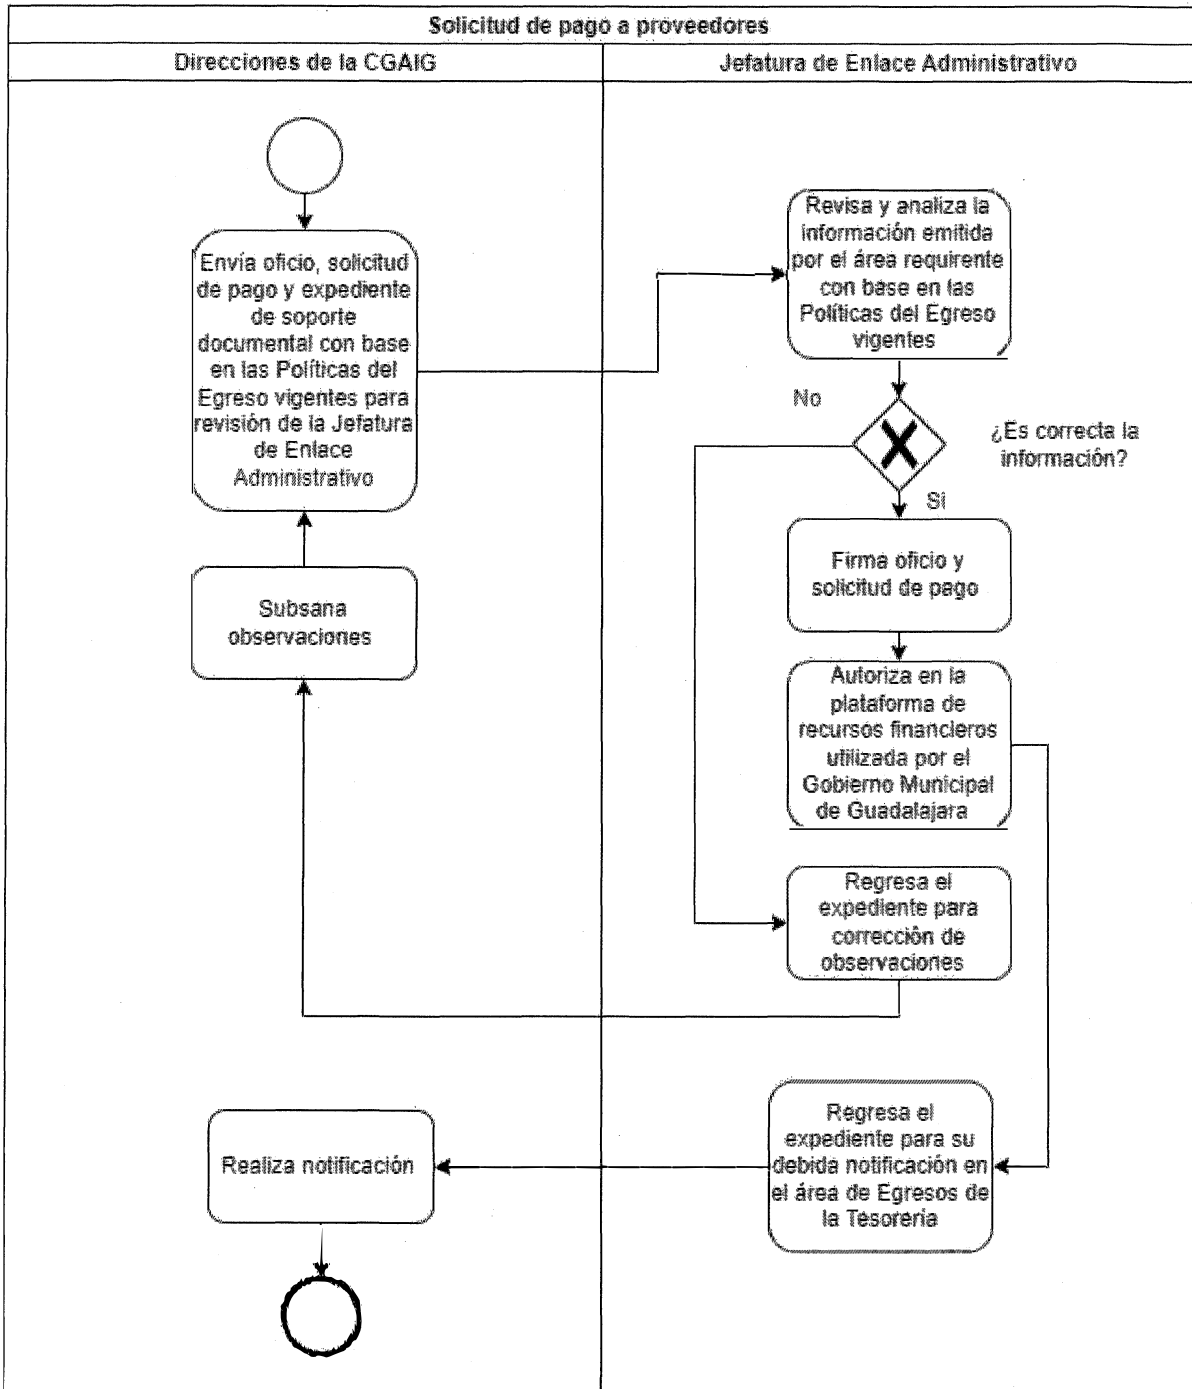 Solicitud de pago a proveedores
Direcciones de la CGAIG
Jefatura de Enlace Administrativo
Envía oficio, solicitud
de pago y expediente
de soporte
documental con base
en las Políticas del
Egreso vigentes para
revisión de la Jefatura
de Enlace
Administrativo
Revisa y analiza la
información emitida
por el área requirente
con base en las
Políticas del Egreso
vigentes
No
¿Es correcta la
información?
Si
Firma oficio y
solicitud de pago
Subsana
observaciones
Autoriza en la
plataforma de
recursos financieros
utilizada por el
Gobierno Municipal
de Guadalajara
Regresa el
expediente para
corrección de
observaciones
Regresa el
expediente para su
debida notificación en
el área de Egresos de
la Tesorería
Realiza notificación